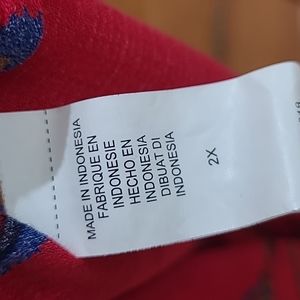 MADE IN INDONESIA
FABRIQUE EN
INDONESIE
HECHO EN
INDONESIA
DIBUAT DI
INDONESIA
2X